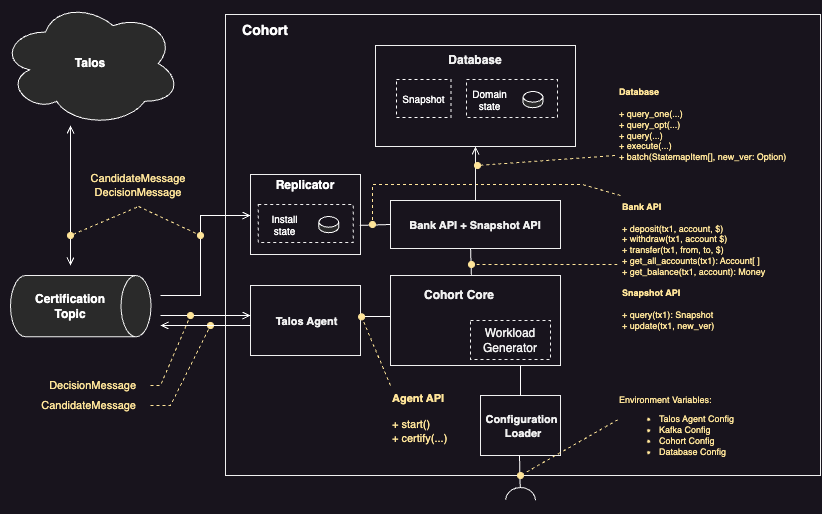 Cohort
Talos
Database
Snapshot
Domain
state
Database
+ query_one(...)
+ query_opt(...)
+ query(...)
+ execute(...)
+ batch(StatemapItem[], new_ver: Option)
CandidateMessage
DecisionMessage
Replicator
Install
state
Bank API + Snapshot API
Bank API
+ deposit(tx1, account, $)
+ withdraw(tx1, account $)
+ transfer(tx1, from, to, $)
+ get_all_accounts(tx1): Account[ ]
+ get_balance(tx1, account): Money
Snapshot API
+ query(tx1): Snapshot
+ update(tx1, new_ver)
Certification
Topic
Talos Agent
Cohort Core
Workload
Generator
DecisionMessage
CandidateMessage
Agent API
+ start()
+ certify(...)
Configuration
Loader
Environment Variables:
• Talos Agent Config
• Kafka Config
• Cohort Config
• Database Config